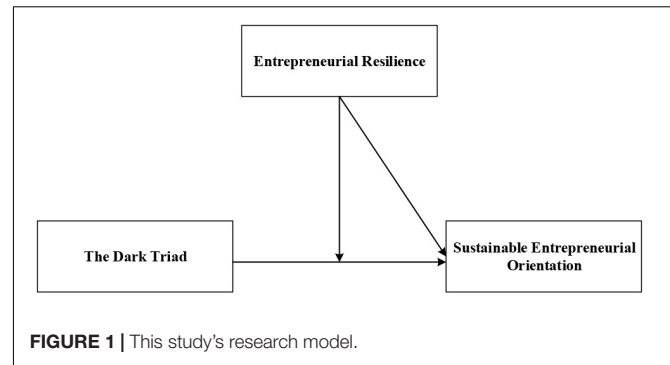 Entrepreneurial Resilience
The Dark Triad
Sustainable Entrepreneurial
Orientation
FIGURE 1 | This study's research model.